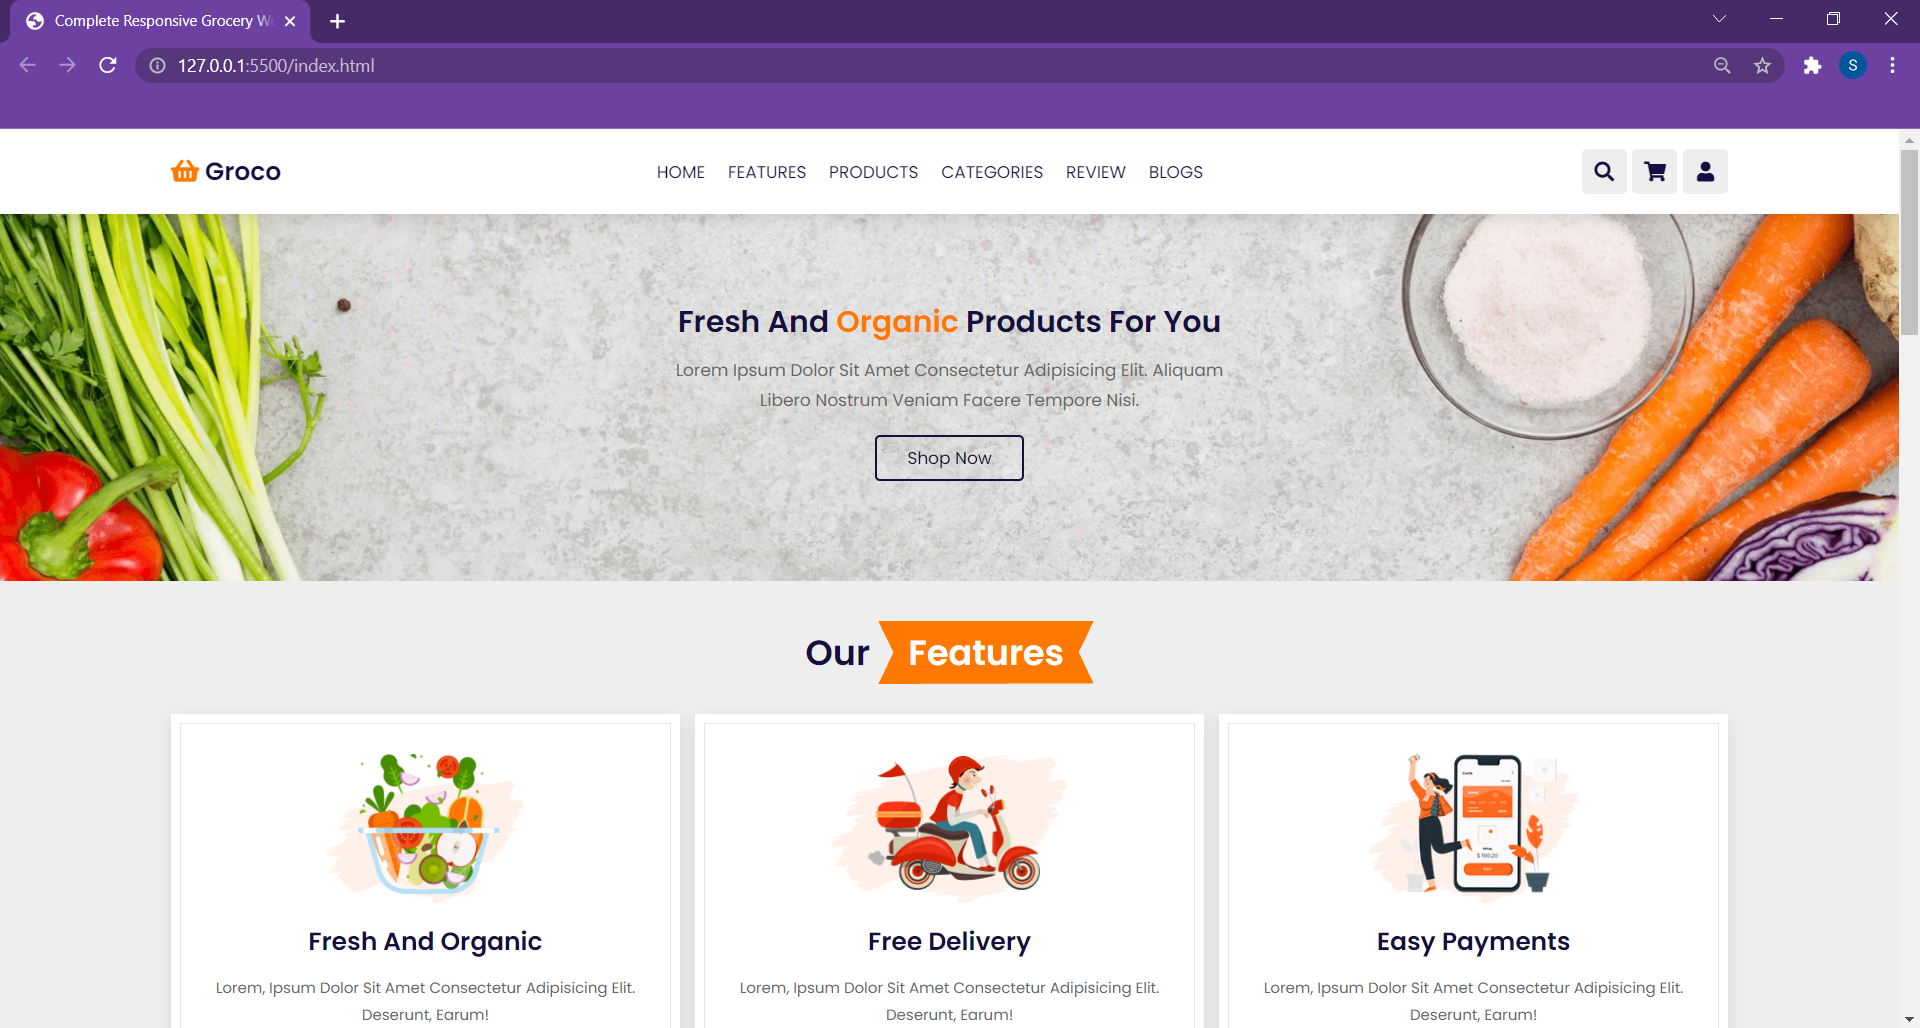 Complete Responsive Grocery W
127.0.0.1:5500/index.html
S
Groco
HOME FEATURES PRODUCTS CATEGORIES REVIEW BLOGS
Fresh And Organic Products For You
Lorem Ipsum Dolor Sit Amet Consectetur Adipisicing Elit. Aliquam
Libero Nostrum Veniam Facere Tempore Nisi.
Shop Now
Our Features
TOTAL
$ 180,20
PAY
Fresh And Organic
Lorem, Ipsum Dolor Sit Amet Consectetur Adipisicing Elit.
Deserunt, Earum!
Free Delivery
Lorem, Ipsum Dolor Sit Amet Consectetur Adipisicing Elit.
Deserunt, Earum!
Easy Payments
Lorem, Ipsum Dolor Sit Amet Consectetur Adipisicing Elit.
Deserunt, Earum!